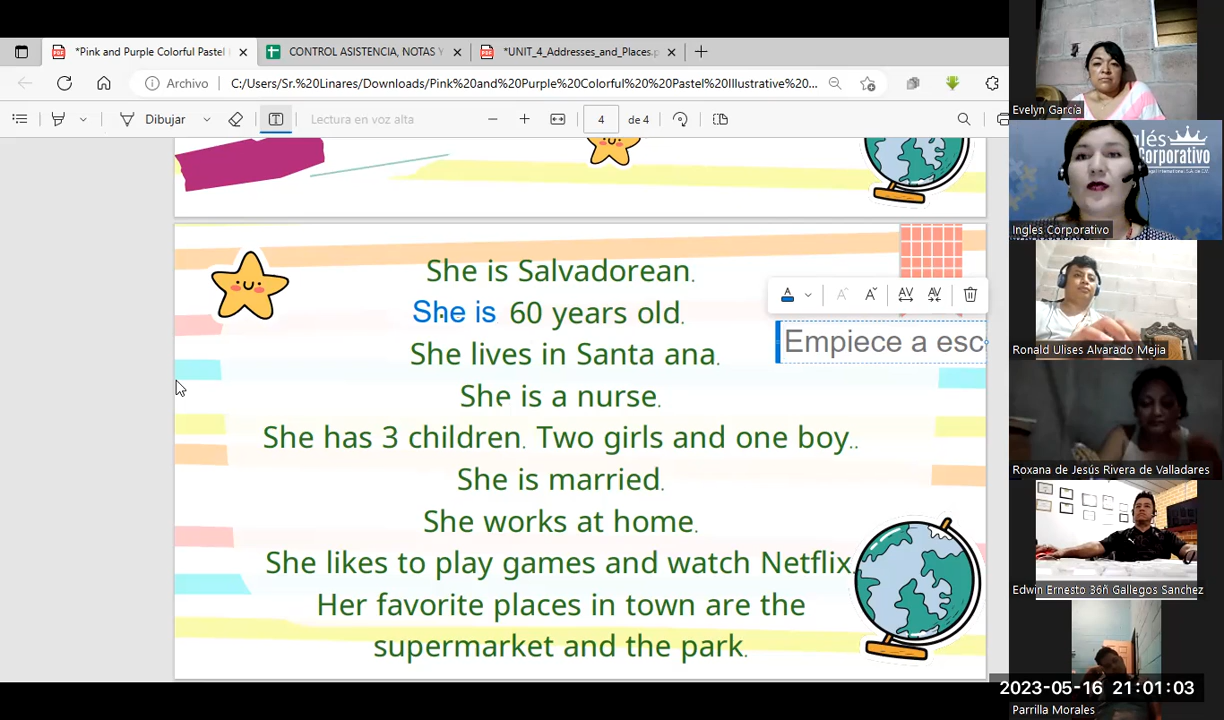 *Pink and Purple Colorful Pastel
CONTROL ASISTENCIA, NOTAS Y
*UNIT_4_Addresses_and_Places.p
Archivo
C:/Users/Sr.%20Linares/Downloads/Pink%20and%20Purple%20Colorful%20%20Pastel%20Illustrative%20...
Dibujar
Lectura en voz alta
4
de 4
She is Salvadorean.
She is 60 years old.
Empiece a esc
She lives in Santa ana.
She is a nurse.
She has 3 children. Two girls and one boy..
She is married.
She works at home.
She likes to play games and watch Netflix
Her favorite places in town are the
supermarket and the park.
Evelyn García
Inglés
Corporativo
Ingles Corporativo
Ronald Ulises Alvarado Mejia
Roxana de Jesús Rivera de Valladares
Edwin Ernesto 36ñ Gallegos Sanchez
2023-05-16 21:01:03
Parrilla Morales